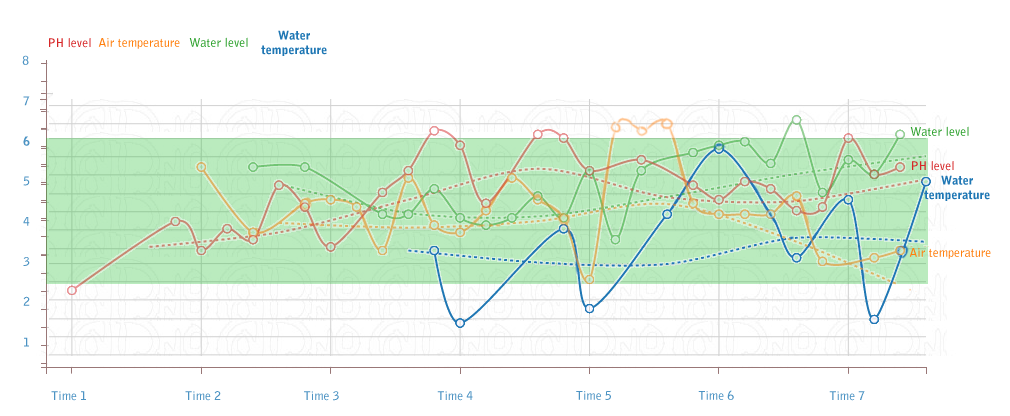 PH level Air temperature Water level Water
temperature
8
7
6
5
4
3
2
1
Water level
PH level
Water
temperature
Air temperature
Time 1 Time 2 Time 3 Time 4 Time 5 Time 6 Time 7